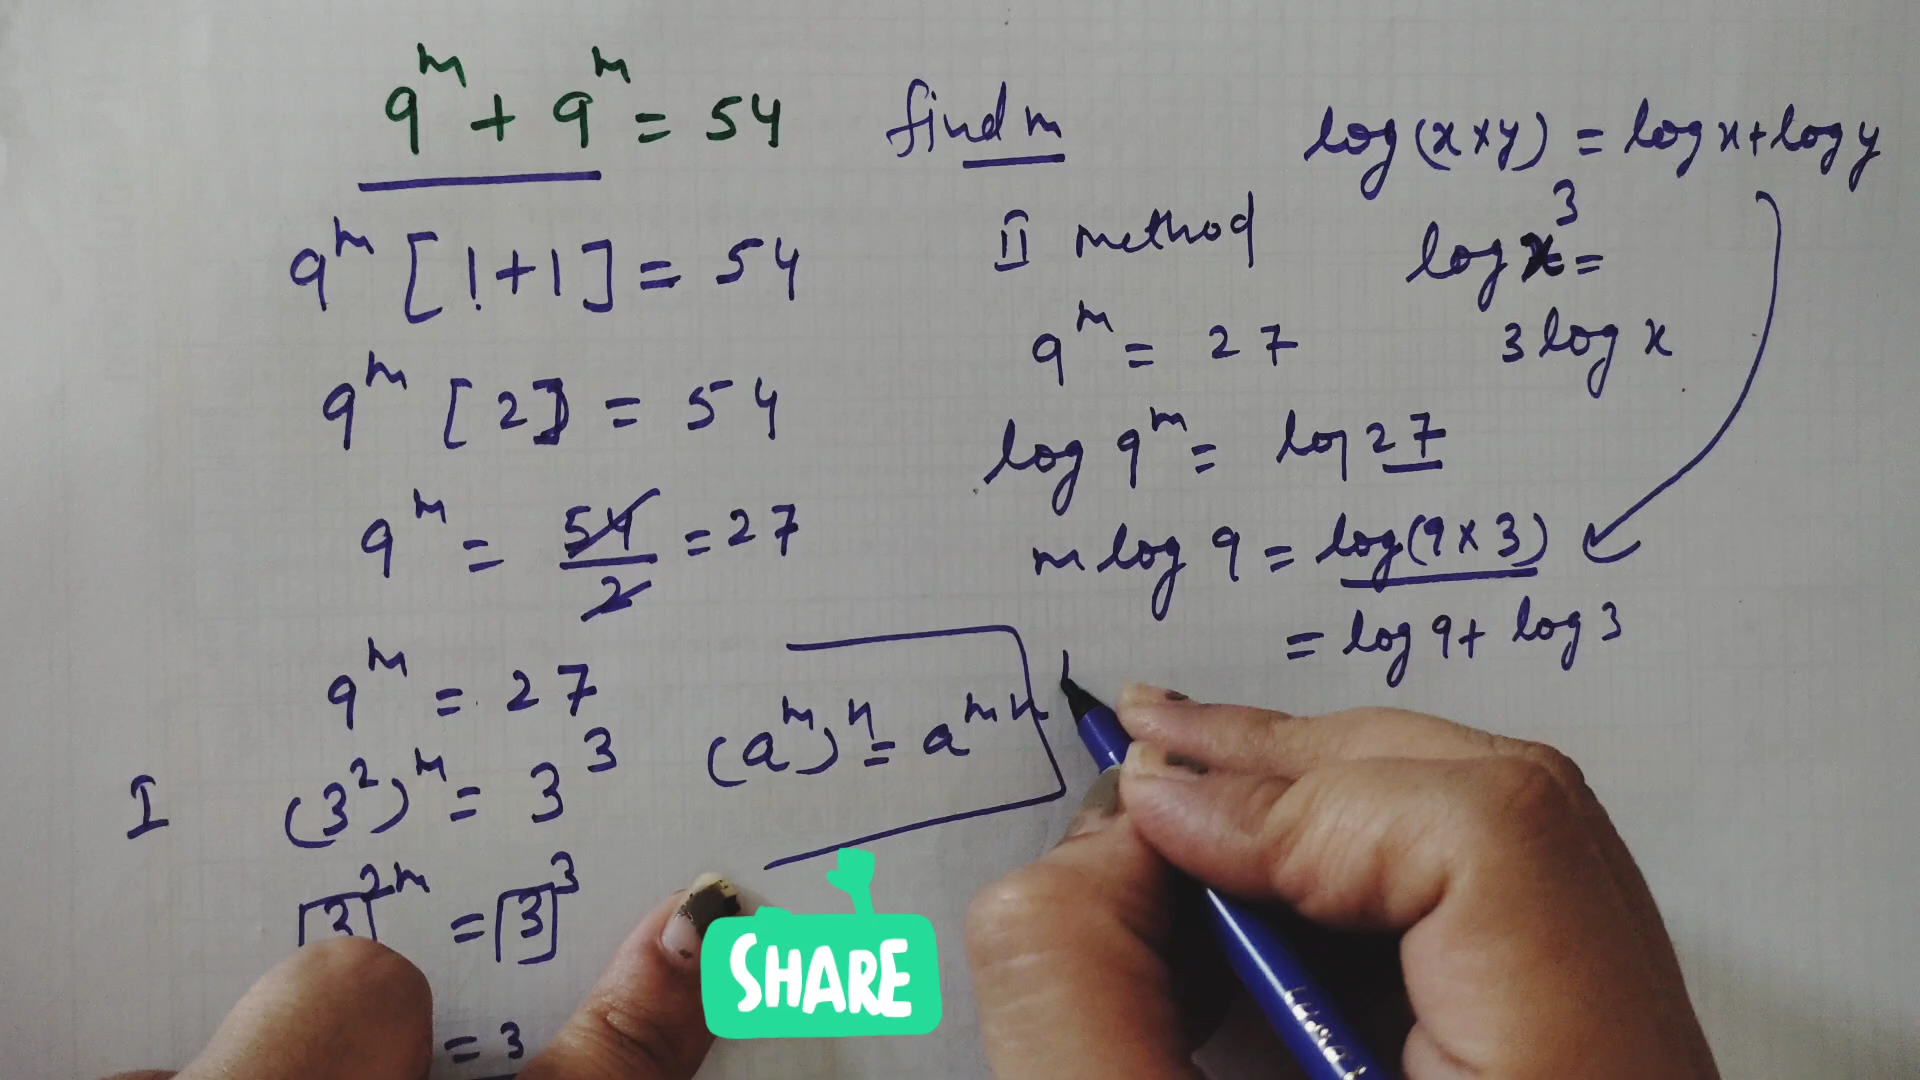 9^m + 9^m = 54 find m
9^m [1+1] = 54
9^m [2] = 54
9^m = 54/2 = 27
9^m = 27
I (3^2)^m = 3^3
(a^m)^n = a^mn
[3]^2m = [3]^3
= 3
log(x×y) = log x + log y
log x^3 =
3 log x
II method
9^m = 27
log 9^m = log 27
m log 9 = log(9×3)
= log 9 + log 3
SHARE